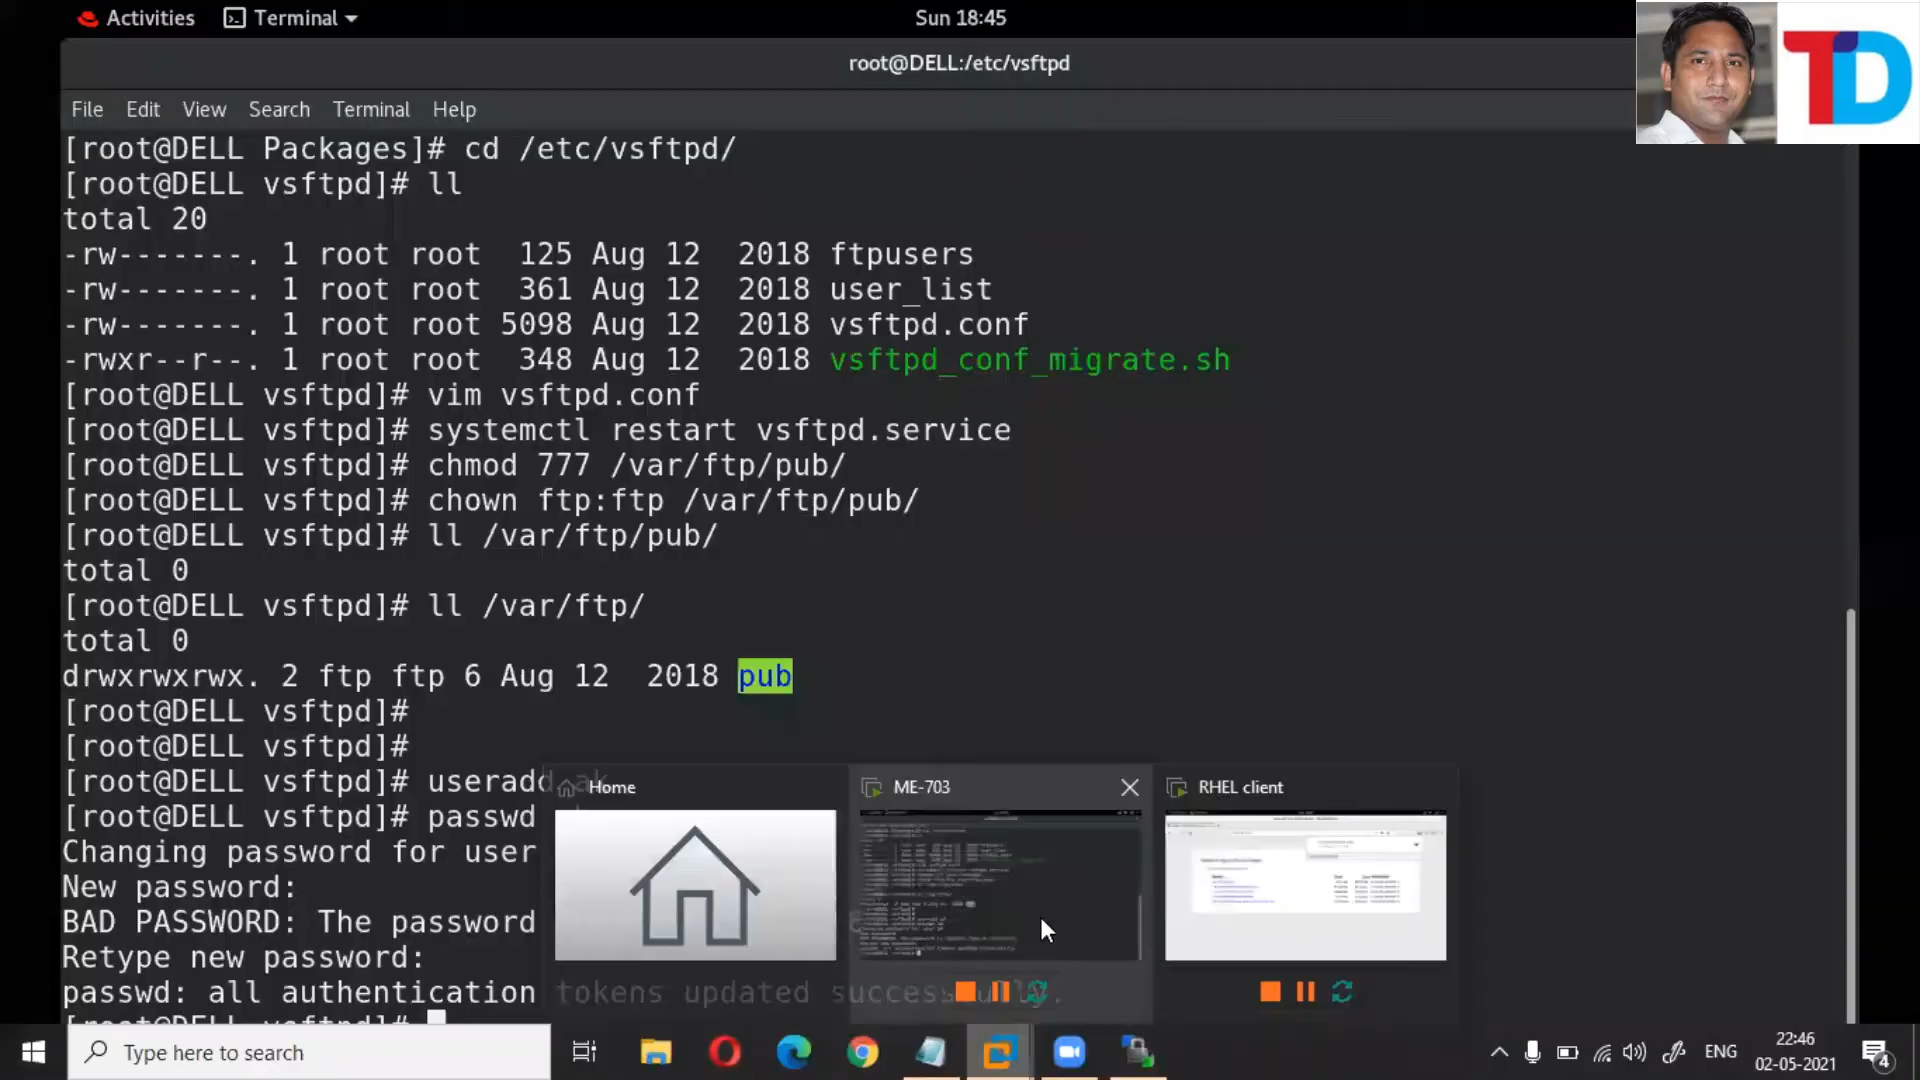 Activities Terminal Sun 18:45
TD
root@DELL:/etc/vsftpd
File Edit View Search Terminal Help
[root@DELL Packages]# cd /etc/vsftpd/
[root@DELL vsftpd]# ll
total 20
-rw-------. 1 root root 125 Aug 12 2018 ftpusers
-rw-------. 1 root root 361 Aug 12 2018 user_list
-rw-------. 1 root root 5098 Aug 12 2018 vsftpd.conf
-rwxr--r--. 1 root root 348 Aug 12 2018 vsftpd_conf_migrate.sh
[root@DELL vsftpd]# vim vsftpd.conf
[root@DELL vsftpd]# systemctl restart vsftpd.service
[root@DELL vsftpd]# chmod 777 /var/ftp/pub/
[root@DELL vsftpd]# chown ftp:ftp /var/ftp/pub/
[root@DELL vsftpd]# ll /var/ftp/pub/
total 0
[root@DELL vsftpd]# ll /var/ftp/
total 0
drwxrwxrwx. 2 ftp ftp 6 Aug 12 2018 pub
[root@DELL vsftpd]#
[root@DELL vsftpd]#
[root@DELL vsftpd]# useradd ak
Home ME-703 RHEL client
[root@DELL vsftpd]# passwd
Changing password for user
New password:
BAD PASSWORD: The password
Retype new password:
passwd: all authentication tokens updated successfully.
[root@DELL vsftpd]#
Type here to search
ENG
22:46
02-05-2021
4